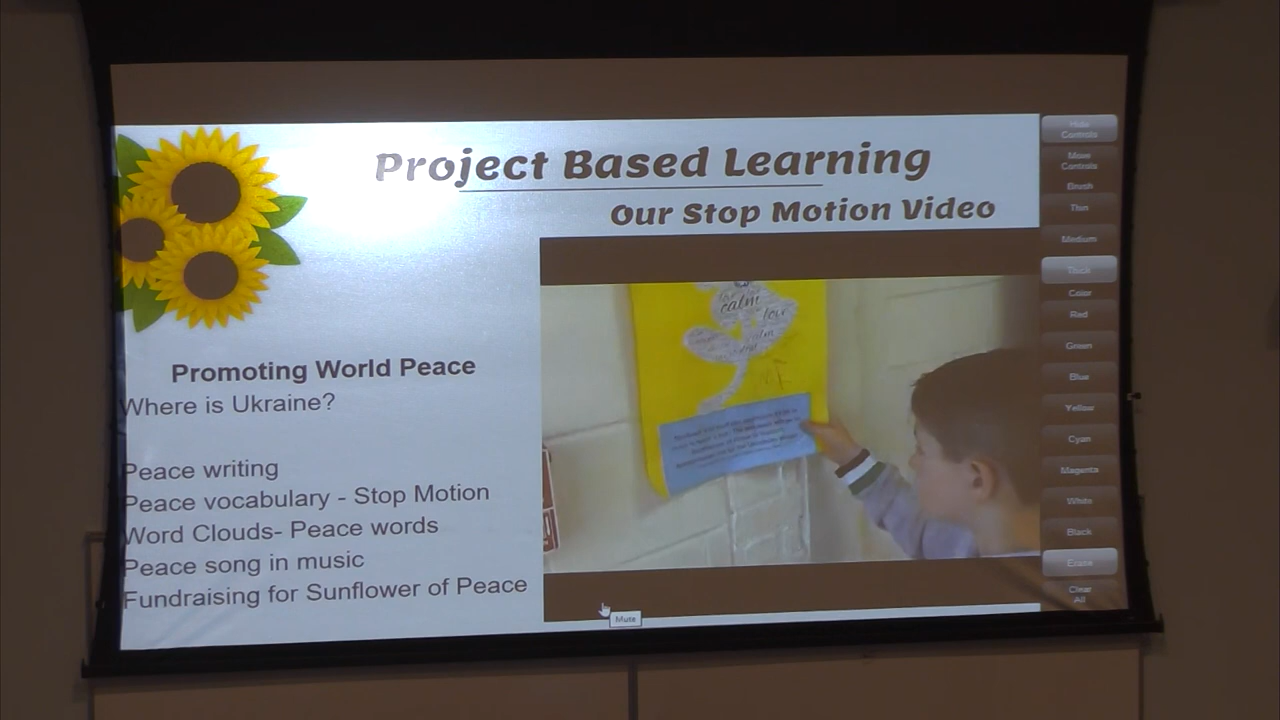 Project Based Learning
Our Stop Motion Video
Promoting World Peace
Where is Ukraine?
Peace writing
Peace vocabulary - Stop Motion
Word Clouds- Peace words
Peace song in music
Fundraising for Sunflower of Peace
calm
love
Mute
Hide
Controls
Move
Controls
Brush
Thin
Medium
Thick
Color
Red
Green
Blue
Yellow
Cyan
Magenta
White
Black
Erase
Clear
All